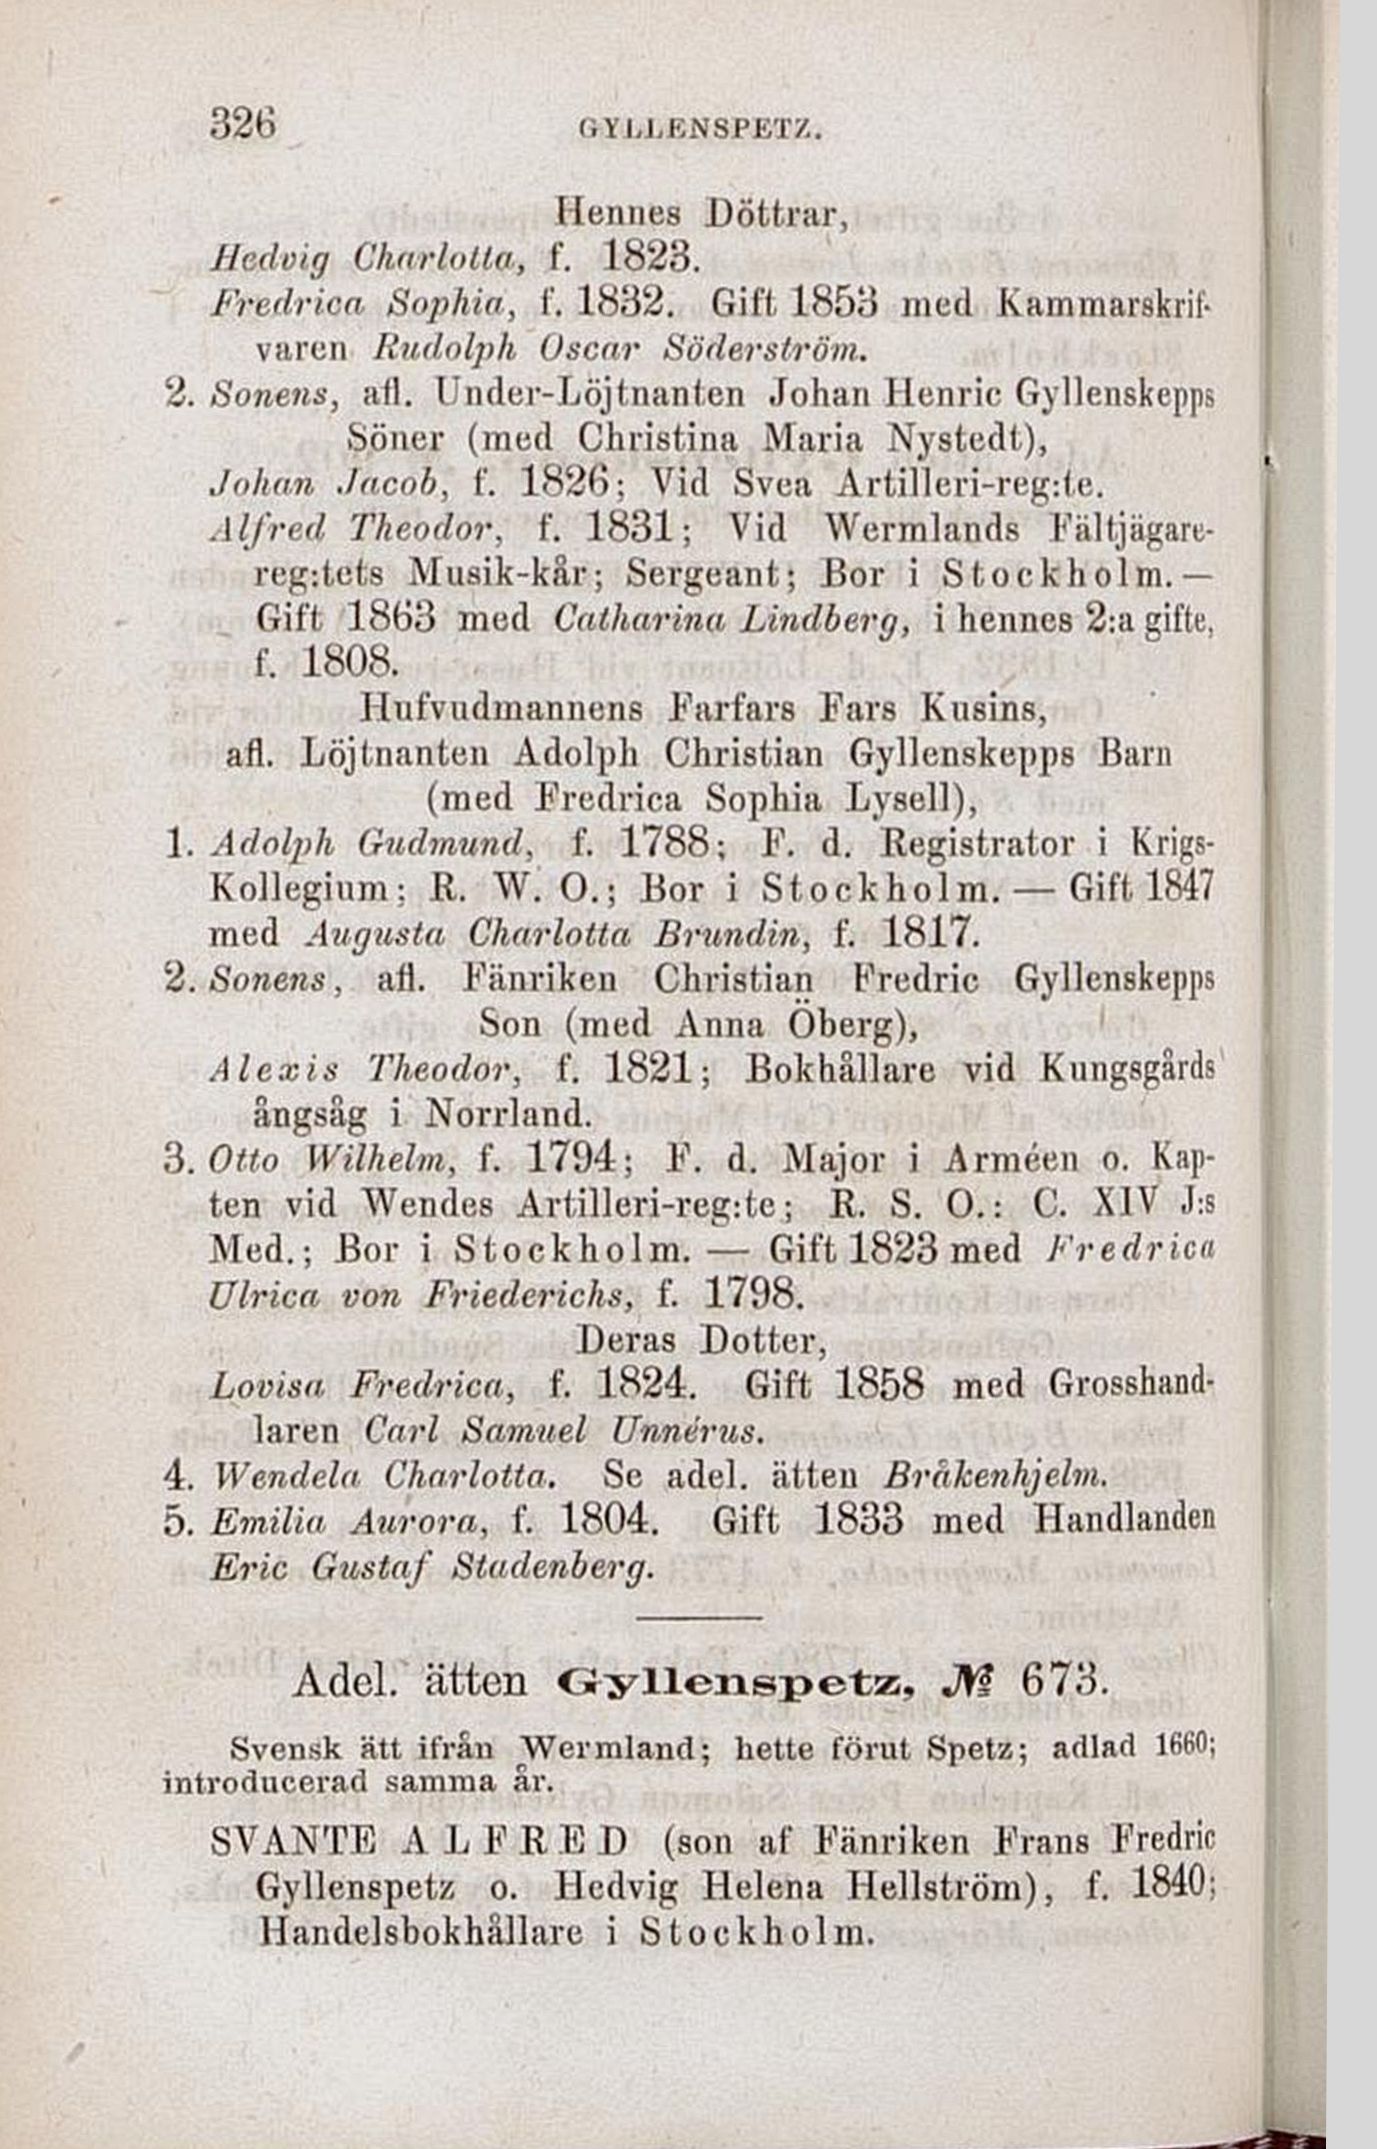 326 GYLLENSPETZ.
Hennes Döttrar,
Hedvig Charlotta, f. 1823.
Fredrica Sophia, f. 1832. Gift 1853 med Kammarskrif-
varen Rudolph Oscar Söderström.
2. Sonens, afl. Under-Löjtnanten Johan Henric Gyllenskepps
Söner (med Christina Maria Nystedt),
Johan Jacob, f. 1826; Vid Svea Artilleri-reg:te.
Alfred Theodor, f. 1831; Vid Wermlands Fältjägare-
reg:tets Musik-kår; Sergeant; Bor i Stockholm. —
Gift 1863 med Catharina Lindberg, i hennes 2:a gifte,
f. 1808.
Hufvudmannens Farfars Fars Kusins,
afl. Löjtnanten Adolph Christian Gyllenskepps Barn
(med Fredrica Sophia Lysell),
1. Adolph Gudmund, f. 1788; F. d. Registrator i Krigs-
Kollegium; R. W. O.; Bor i Stockholm. — Gift 1847
med Augusta Charlotta Brundin, f. 1817.
2. Sonens, afl. Fänriken Christian Fredric Gyllenskepps
Son (med Anna Öberg),
Alexis Theodor, f. 1821; Bokhållare vid Kungsgårds
ångsåg i Norrland.
3. Otto Wilhelm, f. 1794; F. d. Major i Arméen o. Kap-
ten vid Wendes Artilleri-reg:te; R. S. O.: C. XIV J:s
Med.; Bor i Stockholm. — Gift 1823 med Fredrica
Ulrica von Friederichs, f. 1798.
Deras Dotter,
Lovisa Fredrica, f. 1824. Gift 1858 med Grosshand-
laren Carl Samuel Unnérus.
4. Wendela Charlotta. Se adel. ätten Bråkenhjelm.
5. Emilia Aurora, f. 1804. Gift 1833 med Handlanden
Eric Gustaf Studenberg.
Adel. ätten Gyllenspetz, № 673.
Svensk ätt ifrån Wermland; hette förut Spetz; adlad 1660;
introducerad samma år.
SVANTE ALFRED (son af Fänriken Frans Fredric
Gyllenspetz o. Hedvig Helena Hellström), f. 1840;
Handelsbokhållare i Stockholm.